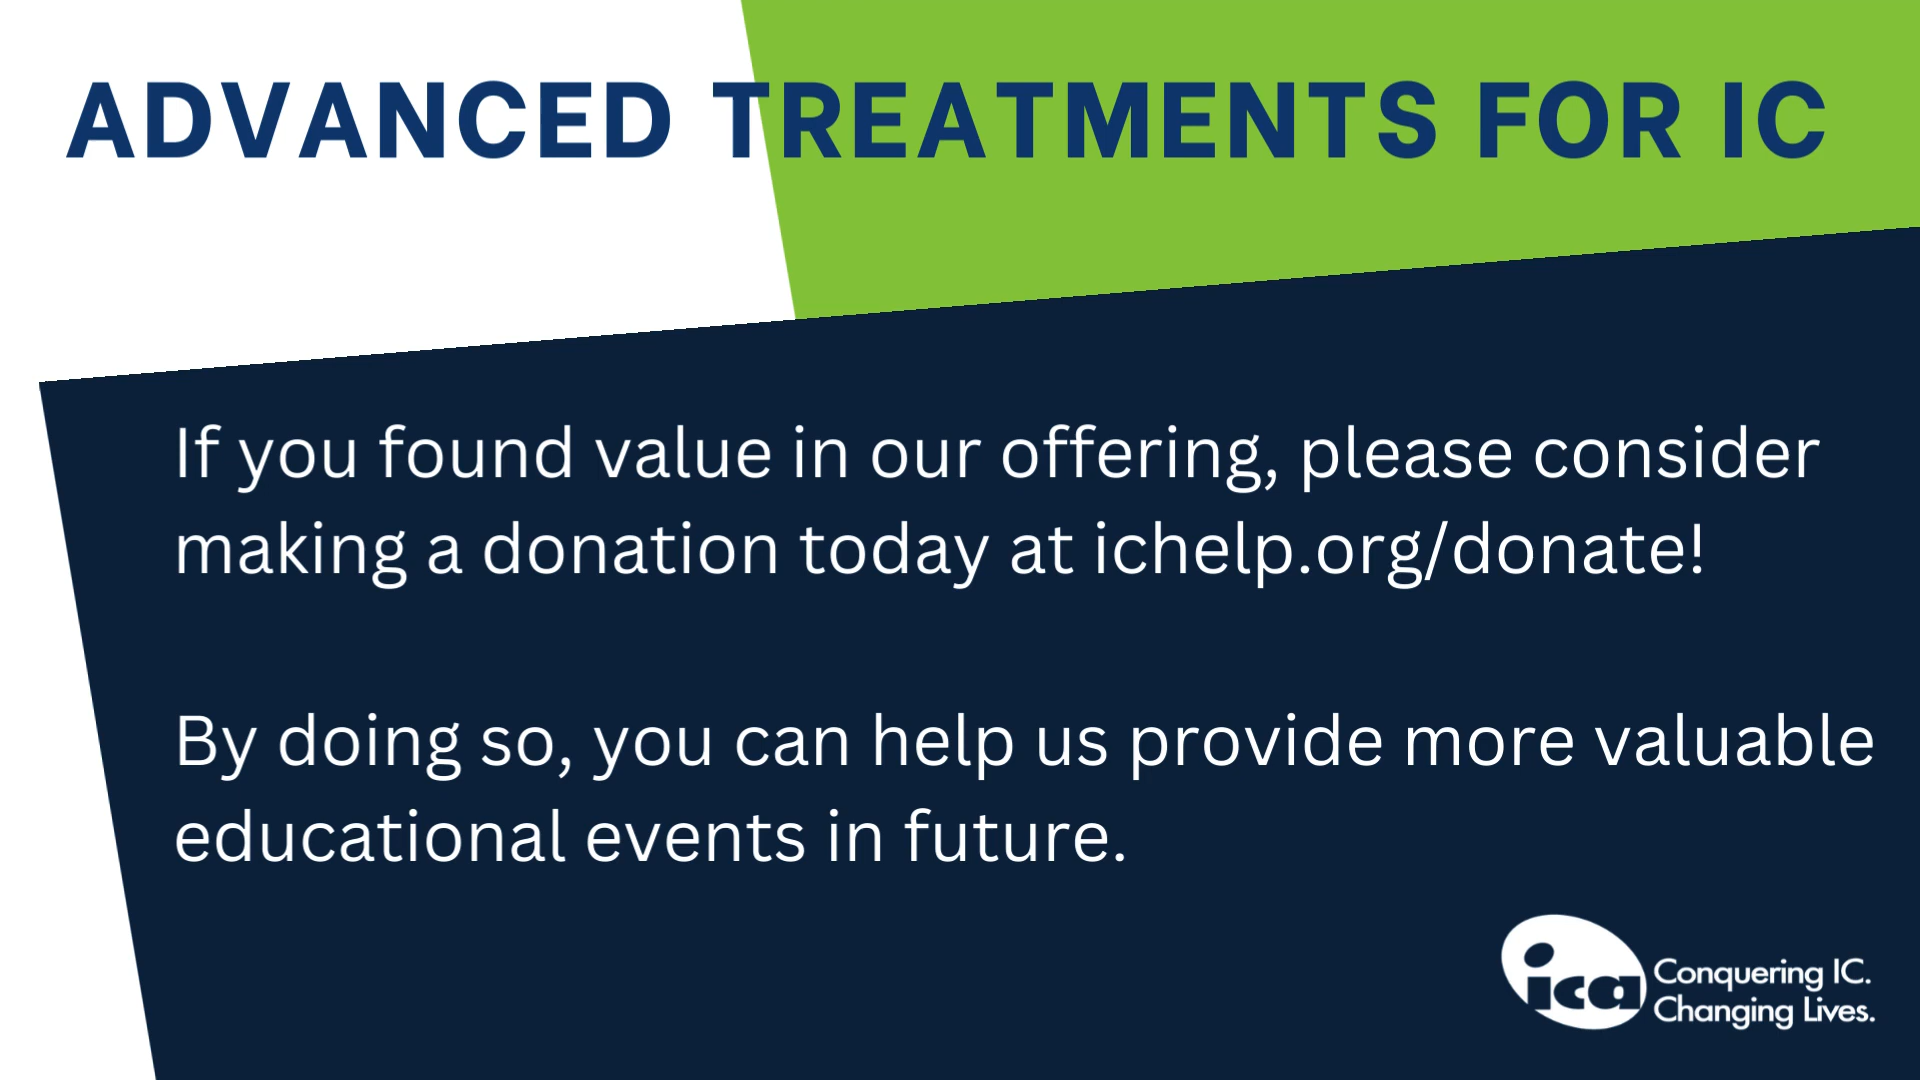 ADVANCED TREATMENTS FOR IC
If you found value in our offering, please consider
making a donation today at ichelp.org/donate!
By doing so, you can help us provide more valuable
educational events in future.
ica
Conquering IC.
Changing Lives.